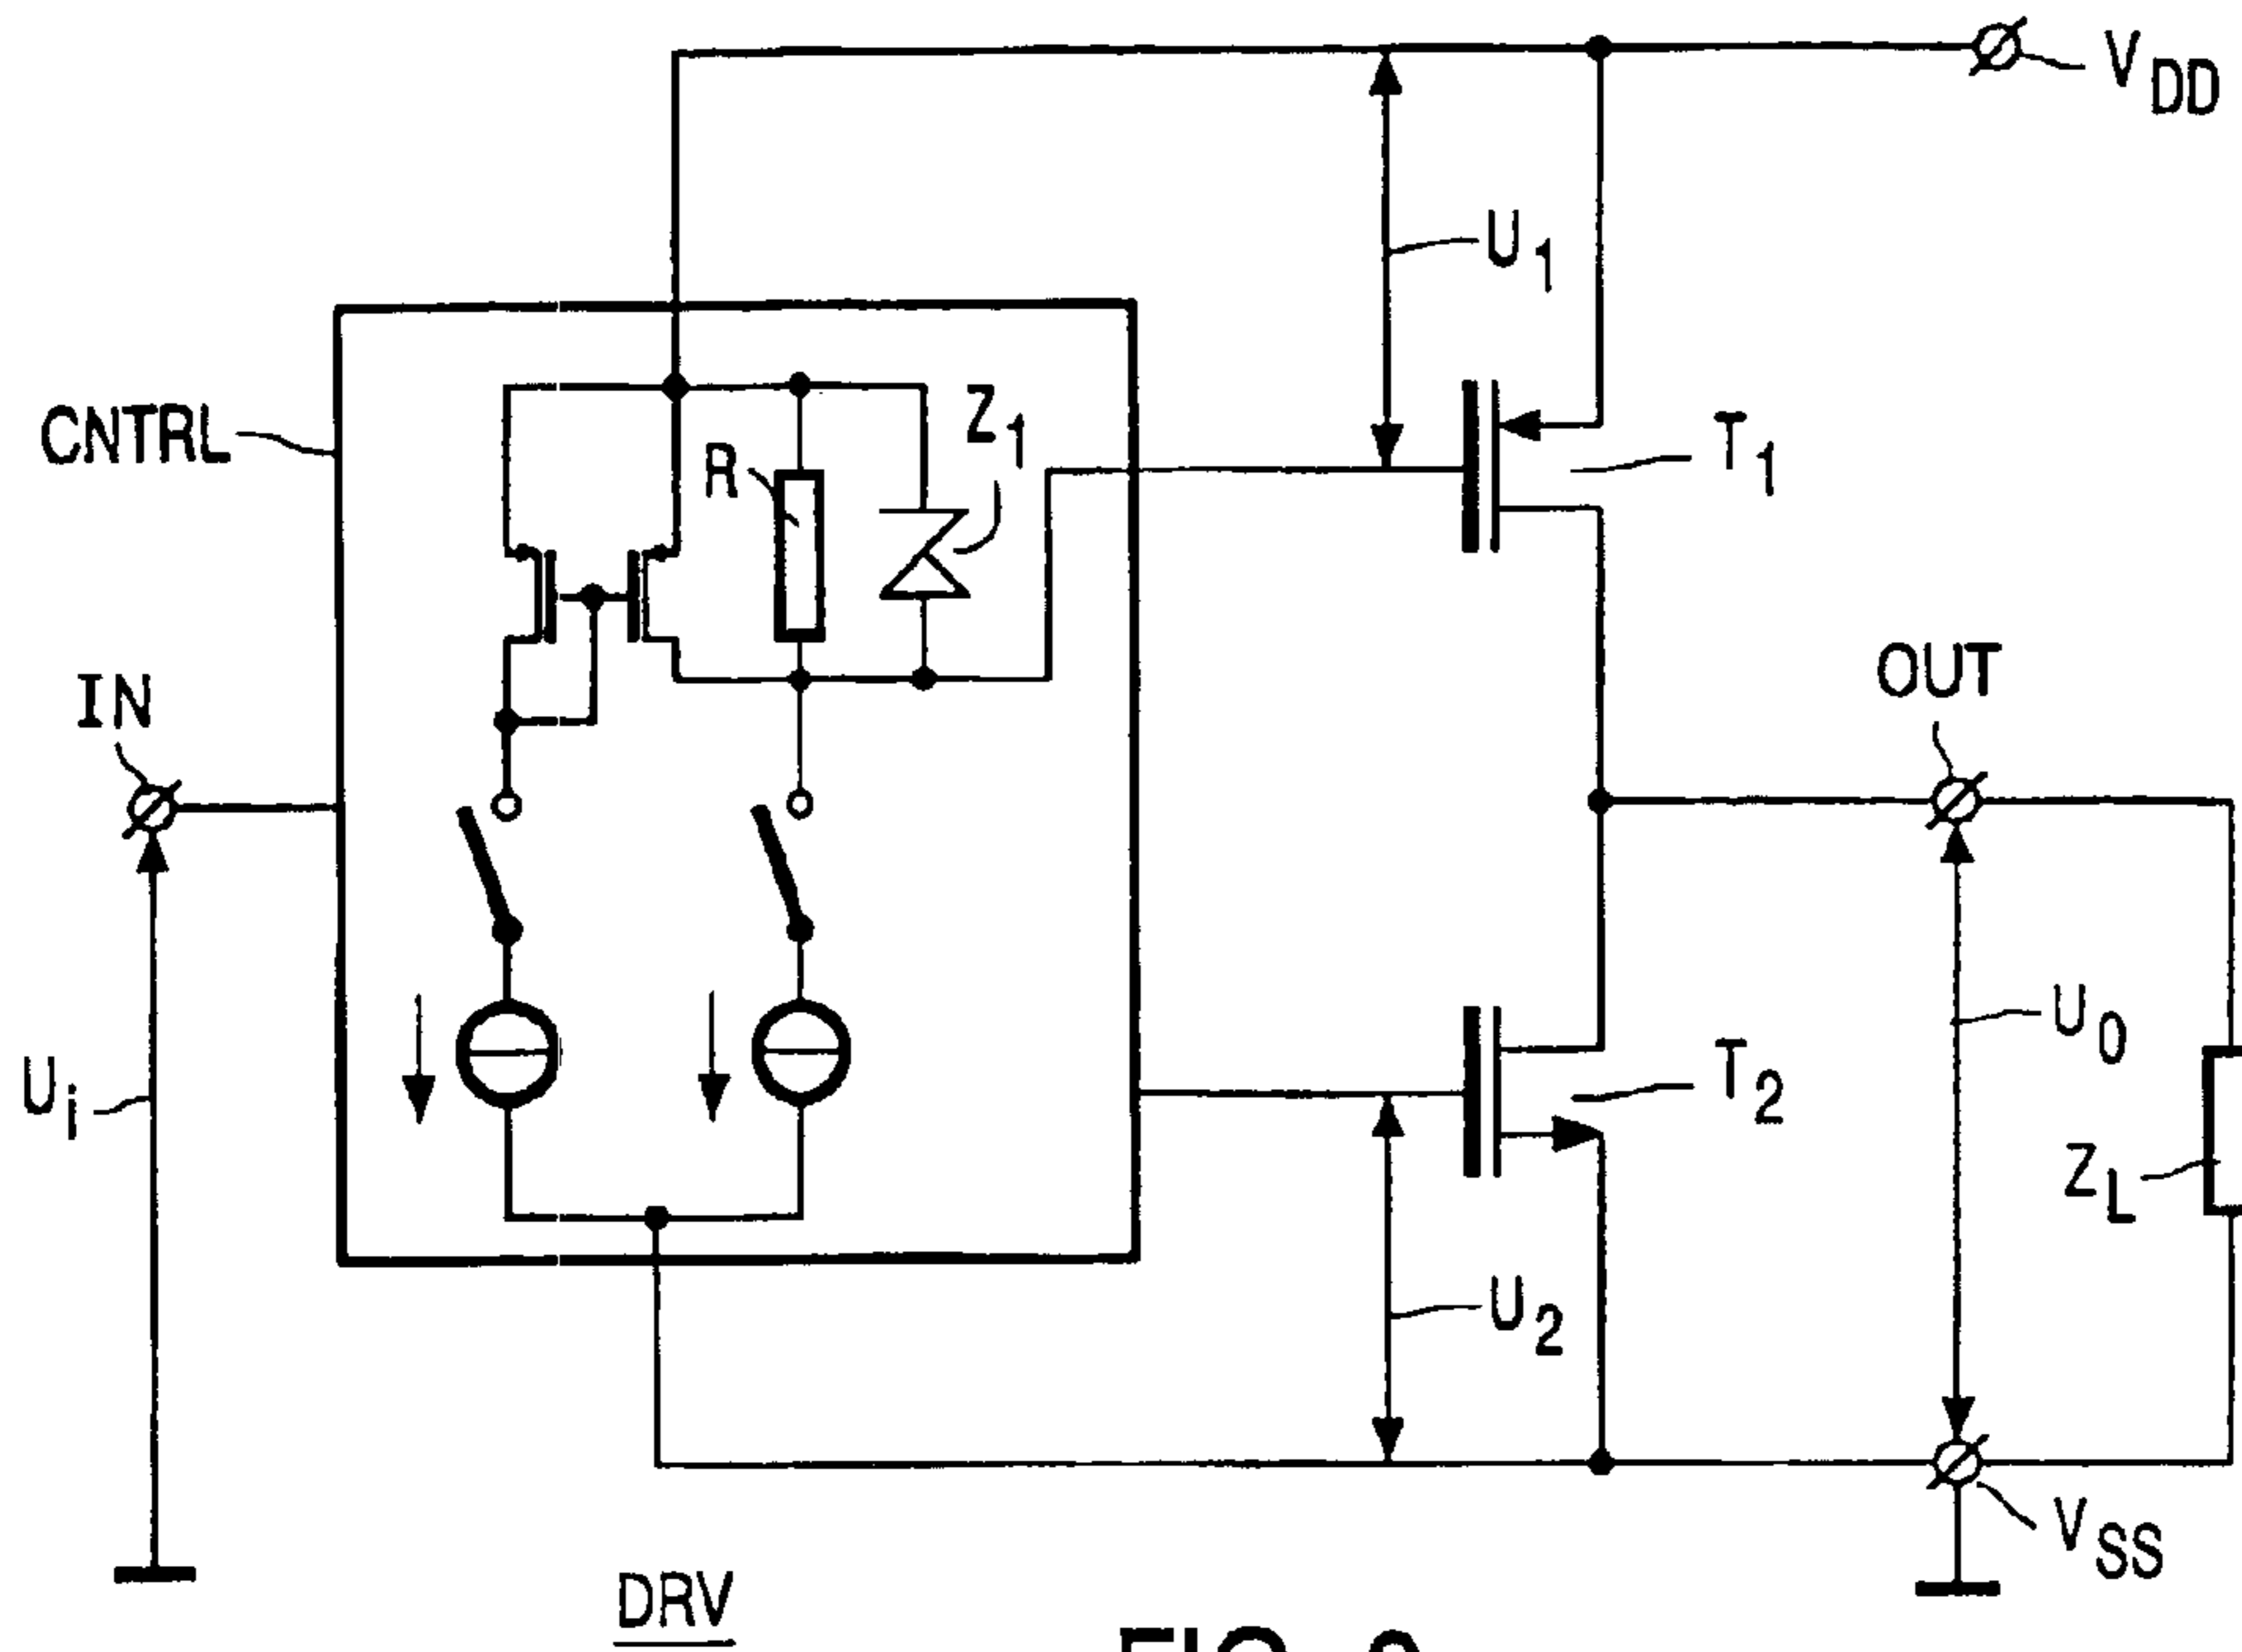 V_DD
U_1
CNTRL
Z_1
R
T_1
IN
OUT
U_i
U_0
T_2
Z_L
U_2
V_SS
DRV